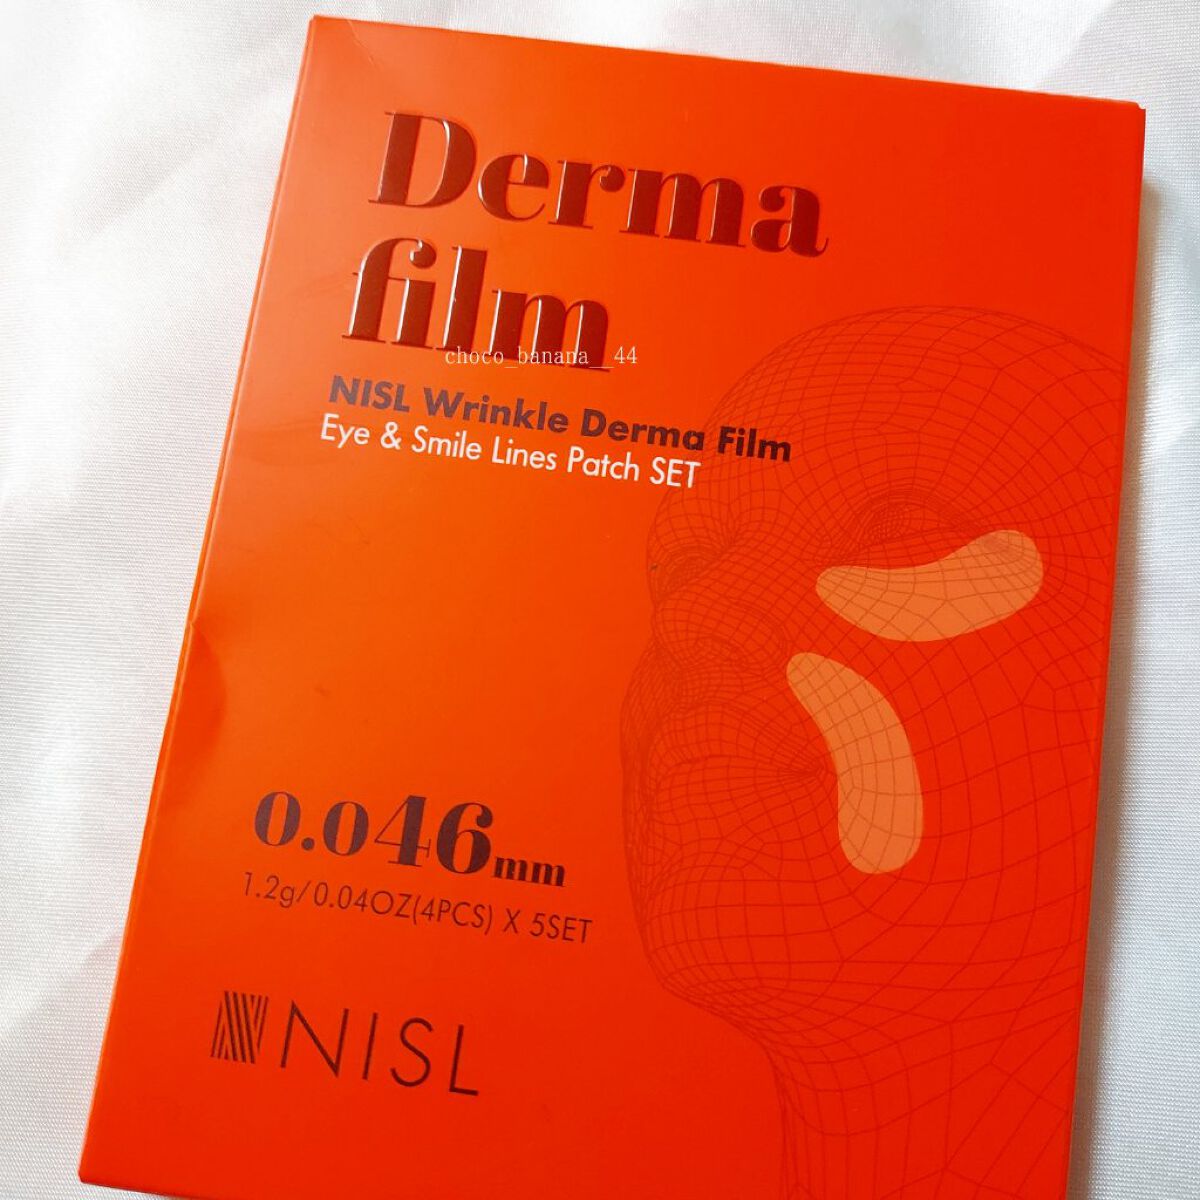 Derma
film
choco_banana__44
NISL Wrinkle Derma Film
Eye & Smile Lines Patch SET
0.046mm
1.2g/0.04OZ(4PCS) X 5SET
NISL